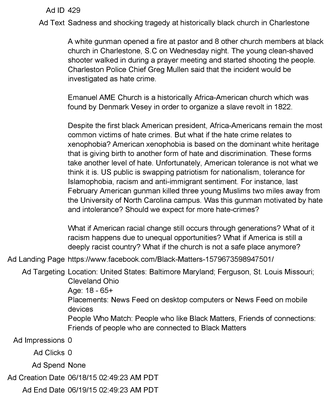 Ad ID 429
Ad Text Sadness and shocking tragedy at historically black church in Charlestone
A white gunman opened a fire at pastor and 8 other church members at black
church in Charlestone, S.C on Wednesday night. The young clean-shaved
shooter walked in during a prayer meeting and started shooting the people.
Charleston Police Chief Greg Mullen said that the incident would be
investigated as hate crime.
Emanuel AME Church is a historically Africa-American church which was
found by Denmark Vesey in order to organize a slave revolt in 1822.
Despite the first black American president, Africa-Americans remain the most
common victims of hate crimes. But what if the hate crime relates to
xenophobia? American xenophobia is based on the dominant white heritage
that is giving birth to another form of hate and discrimination. These forms
take another level of hate. Unfortunately, American tolerance is not what we
think it is. US public is swapping patriotism for nationalism, tolerance for
Islamophobia, racism and anti-immigrant sentiment. For instance, last
February American gunman killed three young Muslims two miles away from
the University of North Carolina campus. Was this gunman motivated by hate
and intolerance? Should we expect for more hate-crimes?
What if American racial change still occurs through generations? What of it
racism happens due to unequal opportunities? What if America is still a
deeply racist country? What if the church is not a safe place anymore?
Ad Landing Page https://www.facebook.com/Black-Matters-1579673598947501/
Ad Targeting Location: United States: Baltimore Maryland; Ferguson, St. Louis Missouri;
Cleveland Ohio
Age: 18 - 65+
Placements: News Feed on desktop computers or News Feed on mobile
devices
People Who Match: People who like Black Matters, Friends of connections:
Friends of people who are connected to Black Matters
Ad Impressions 0
Ad Clicks 0
Ad Spend None
Ad Creation Date 06/18/15 02:49:23 AM PDT
Ad End Date 06/19/15 02:49:23 AM PDT